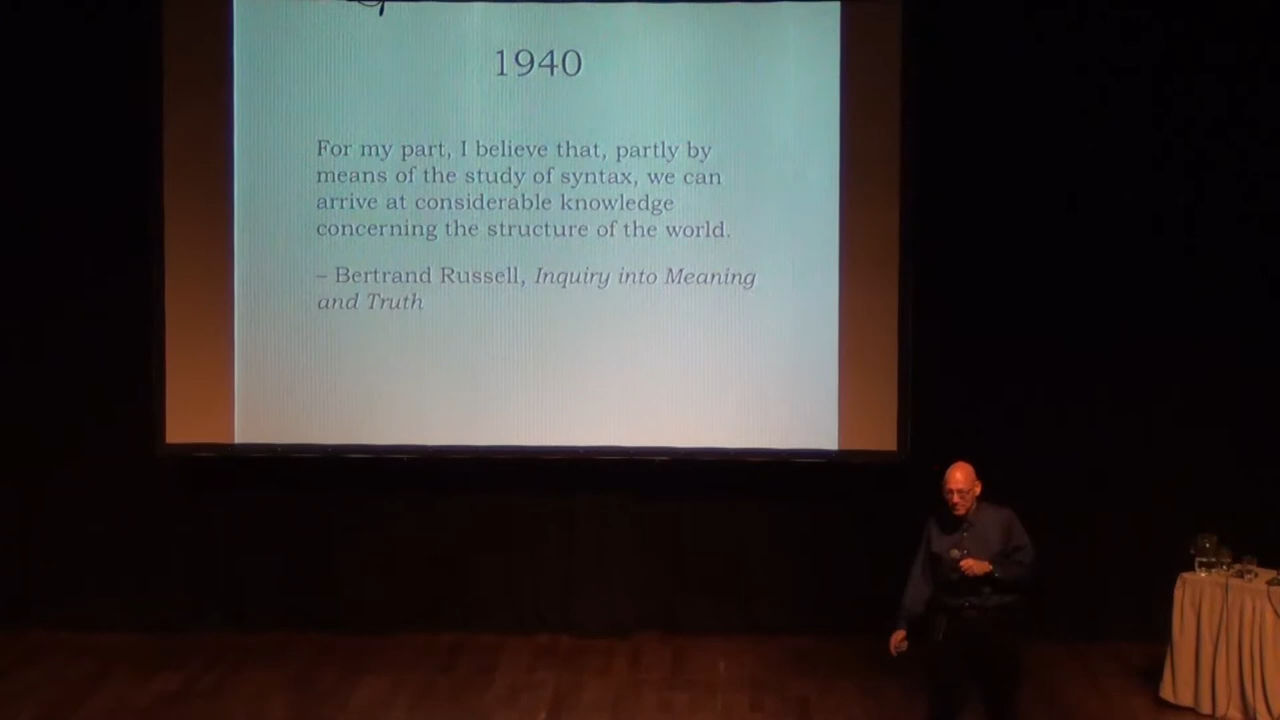 1940
For my part, I believe that, partly by
means of the study of syntax, we can
arrive at considerable knowledge
concerning the structure of the world.
– Bertrand Russell, Inquiry into Meaning
and Truth